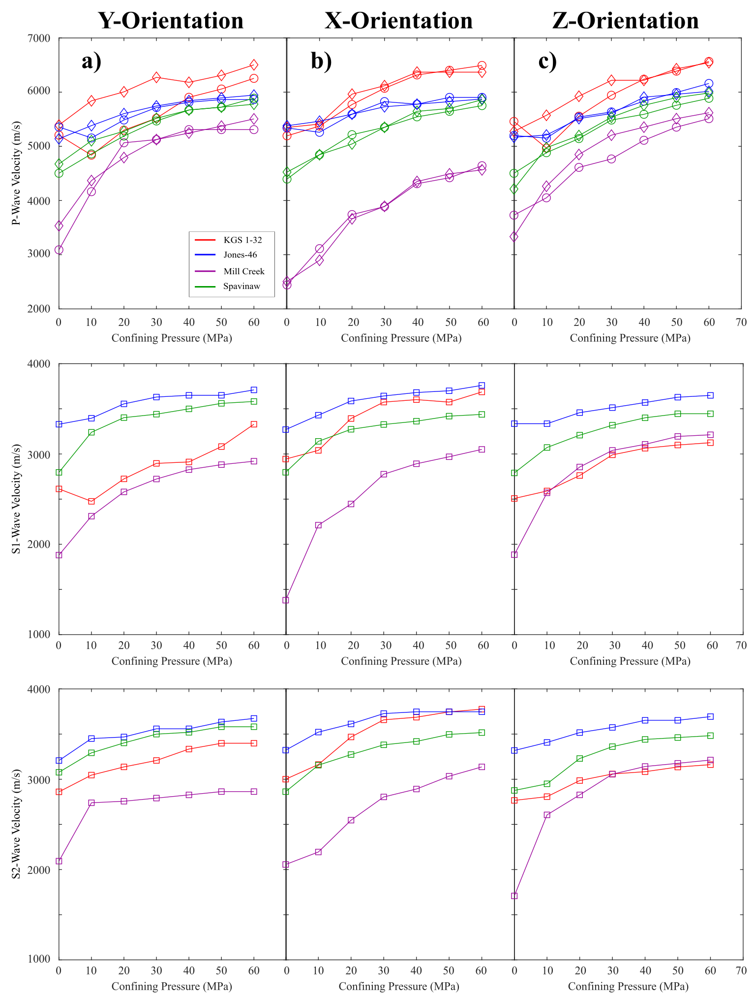 Y-Orientation X-Orientation Z-Orientation
7000
a) b) c)
6000
5000
4000
3000
2000
P-Wave Velocity (m/s)
KGS 1-32
Jones-46
Mill Creek
Spavinaw
0 10 20 30 40 50 60 0 10 20 30 40 50 60 0 10 20 30 40 50 60 70
Confining Pressure (MPa) Confining Pressure (MPa) Confining Pressure (MPa)
4000
3000
2000
1000
S1-Wave Velocity (m/s)
0 10 20 30 40 50 60 0 10 20 30 40 50 60 0 10 20 30 40 50 60 70
Confining Pressure (MPa) Confining Pressure (MPa) Confining Pressure (MPa)
4000
3000
2000
1000
S2-Wave Velocity (m/s)
0 10 20 30 40 50 60 0 10 20 30 40 50 60 0 10 20 30 40 50 60 70
Confining Pressure (MPa) Confining Pressure (MPa) Confining Pressure (MPa)